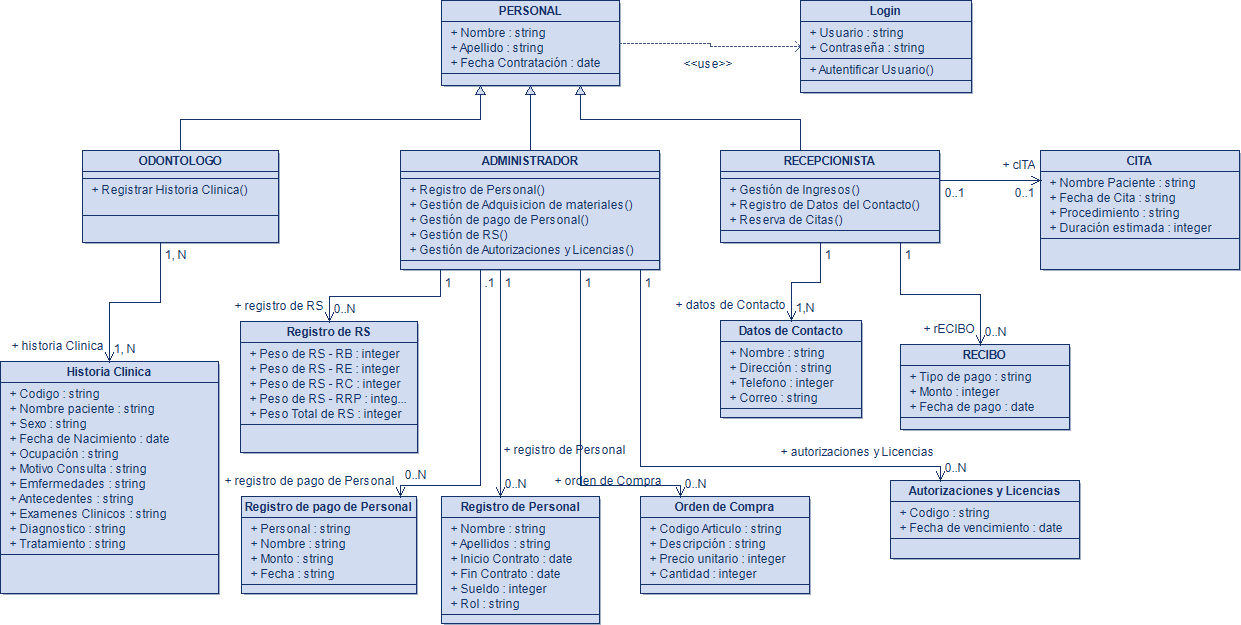 PERSONAL
+ Nombre : string
+ Apellido : string
+ Fecha Contratación : date
<<use>>
Login
+ Usuario : string
+ Contraseña : string
+ Autentificar Usuario()
ODONTOLOGO
+ Registrar Historia Clinica()
1, N
ADMINISTRADOR
+ Registro de Personal()
+ Gestión de Adquisicion de materiales()
+ Gestión de pago de Personal()
+ Gestión de RS()
+ Gestión de Autorizaciones y Licencias()
1
.1
1
1
1
RECEPCIONISTA
+ Gestión de Ingresos()
+ Registro de Datos del Contacto()
+ Reserva de Citas()
0..1
+ cITA
0..1
1
1
CITA
+ Nombre Paciente : string
+ Fecha de Cita : string
+ Procedimiento : string
+ Duración estimada : integer
+ historia Clinica
1, N
Historia Clinica
+ Codigo : string
+ Nombre paciente : string
+ Sexo : string
+ Fecha de Nacimiento : date
+ Ocupación : string
+ Motivo Consulta : string
+ Emfermedades : string
+ Antecedentes : string
+ Examenes Clinicos : string
+ Diagnostico : string
+ Tratamiento : string
+ registro de RS
0..N
Registro de RS
+ Peso de RS - RB : integer
+ Peso de RS - RE : integer
+ Peso de RS - RC : integer
+ Peso de RS - RRP : integ...
+ Peso Total de RS : integer
+ datos de Contacto
1,N
Datos de Contacto
+ Nombre : string
+ Dirección : string
+ Telefono : integer
+ Correo : string
+ rECIBO
0..N
RECIBO
+ Tipo de pago : string
+ Monto : integer
+ Fecha de pago : date
+ registro de pago de Personal
0..N
Registro de pago de Personal
+ Personal : string
+ Nombre : string
+ Monto : string
+ Fecha : string
+ registro de Personal
0..N
Registro de Personal
+ Nombre : string
+ Apellidos : string
+ Inicio Contrato : date
+ Fin Contrato : date
+ Sueldo : integer
+ Rol : string
+ orden de Compra
0..N
Orden de Compra
+ Codigo Articulo : string
+ Descripción : string
+ Precio unitario : integer
+ Cantidad : integer
+ autorizaciones y Licencias
0..N
Autorizaciones y Licencias
+ Codigo : string
+ Fecha de vencimiento : date